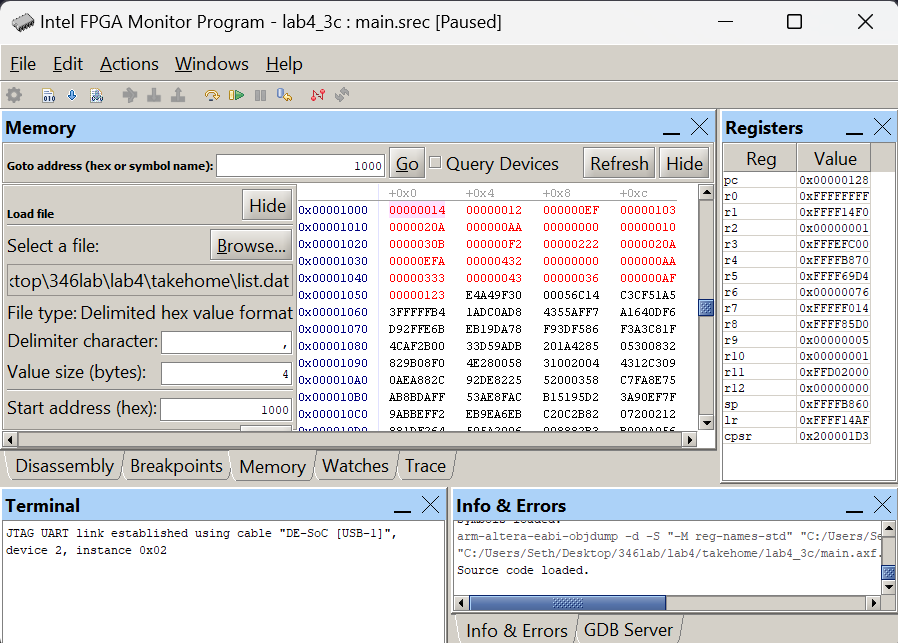 Intel FPGA Monitor Program - lab4_3c : main.srec [Paused]
File Edit Actions Windows Help
Memory
Goto address (hex or symbol name): 1000 Go Query Devices Refresh Hide
Load file Hide
Select a file: Browse...
ktop\346lab\lab4\takehome\list.dat
File type: Delimited hex value format
Delimiter character: ,
Value size (bytes): 4
Start address (hex): 1000
+0x0 +0x4 +0x8 +0xc
0x00001000 00000014 00000012 000000EF 00000103
0x00001010 0000020A 000000AA 00000000 00000010
0x00001020 0000030B 000000F2 00000222 0000020A
0x00001030 00000EFA 00000432 00000000 000000AA
0x00001040 00000333 00000043 00000036 000000AF
0x00001050 00000123 E4A49F30 00056C14 C3CF51A5
0x00001060 3FFFFFB4 1ADC0AD8 4355AFF7 A1640DF6
0x00001070 D92FFE6B EB19DA78 F93DF586 F3A3C81F
0x00001080 4CAF2B00 33D59ADB 201A4285 05300832
0x00001090 829B08F0 4E280058 31002004 4312C309
0x000010A0 0AEA882C 92DE8225 52000358 C7FA8E75
0x000010B0 AB8BDAFF 53AE8FAC B15195D2 3A90EF7F
0x000010C0 9ABBEFF2 EB9EA6EB C20C2B82 07200212
Disassembly Breakpoints Memory Watches Trace
Registers
Reg Value
pc 0x00000128
r0 0xFFFFFFFF
r1 0xFFFF14F0
r2 0x00000001
r3 0xFFFEFC00
r4 0xFFFFB870
r5 0xFFFF69D4
r6 0x00000076
r7 0xFFFFF014
r8 0xFFFF85D0
r9 0x00000005
r10 0x00000001
r11 0xFFD02000
r12 0x00000000
sp 0xFFFFB860
lr 0xFFFF14AF
cpsr 0x200001D3
Terminal
JTAG UART link established using cable "DE-SoC [USB-1]",
device 2, instance 0x02
Info & Errors
Symbols loaded.
arm-altera-eabi-objdump -d -S "-M reg-names-std" "C:/Users/Se
"C:/Users/Seth/Desktop/346lab/lab4/takehome/lab4_3c/main.axf.
Source code loaded.
Info & Errors GDB Server